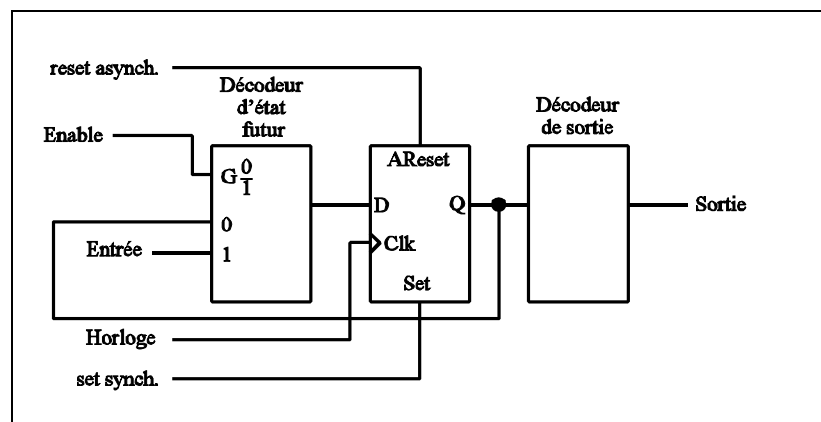 reset asynch.
Décodeur
d'état
futur
Décodeur
de sortie
Enable
AReset
G 0/1
D
Q
Sortie
0
Entrée
1
Clk
Set
Horloge
set synch.